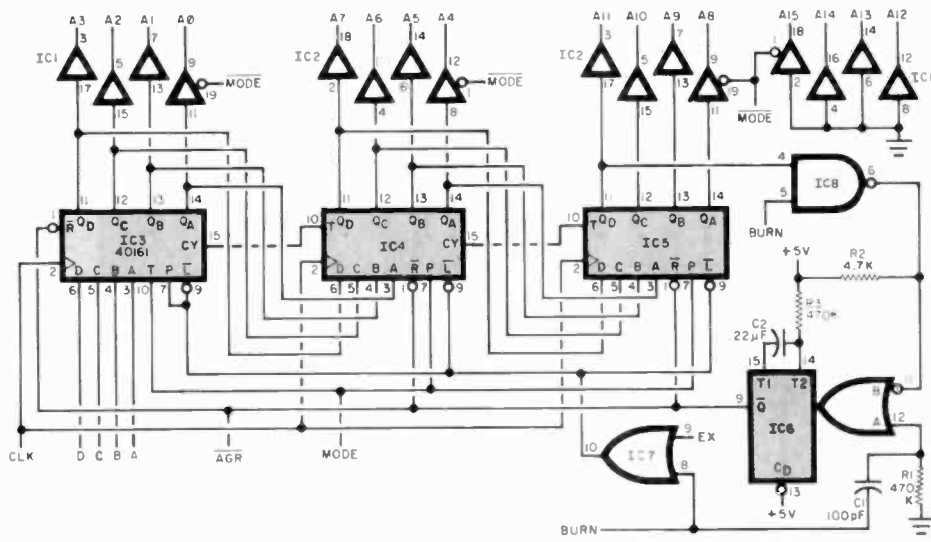 A3 A2 A1 A0 A7 A6 A5 A4 A11 A10 A9 A8 A15 A14 A13 A12
3 5 7 9 18 14 12 3 5 7 9 18 16 14 12
IC1 IC2 IC2
MODE
19 1 19
MODE
17 15 13 11 2 4 6 8 17 15 13 11 2 4 6 8
4 6
IC8
5
BURN
11 12 13 14 11 12 13 14 11 12 13 14
1 R QD QC QB QA 10 T QD QC QB QA 10 T QD QC QB QA
IC3 CY 15 IC4 CY 15 IC5 CY
40161
2 D C B A T P L 2 D C B A R P L 2 D C B A R P L
6 5 4 3 10 7 9 6 5 4 3 1 7 9 6 5 4 3 1 7 9
+5V R2
4.7K
R3
470K
C2
.22µF
15 14
T1 T2
9 Q B
IC6 A 12
CD
13
+5V
C1
100pF
R1
470
K
10 IC7 9 EX
8
CLK D C B A AGR MODE
BURN